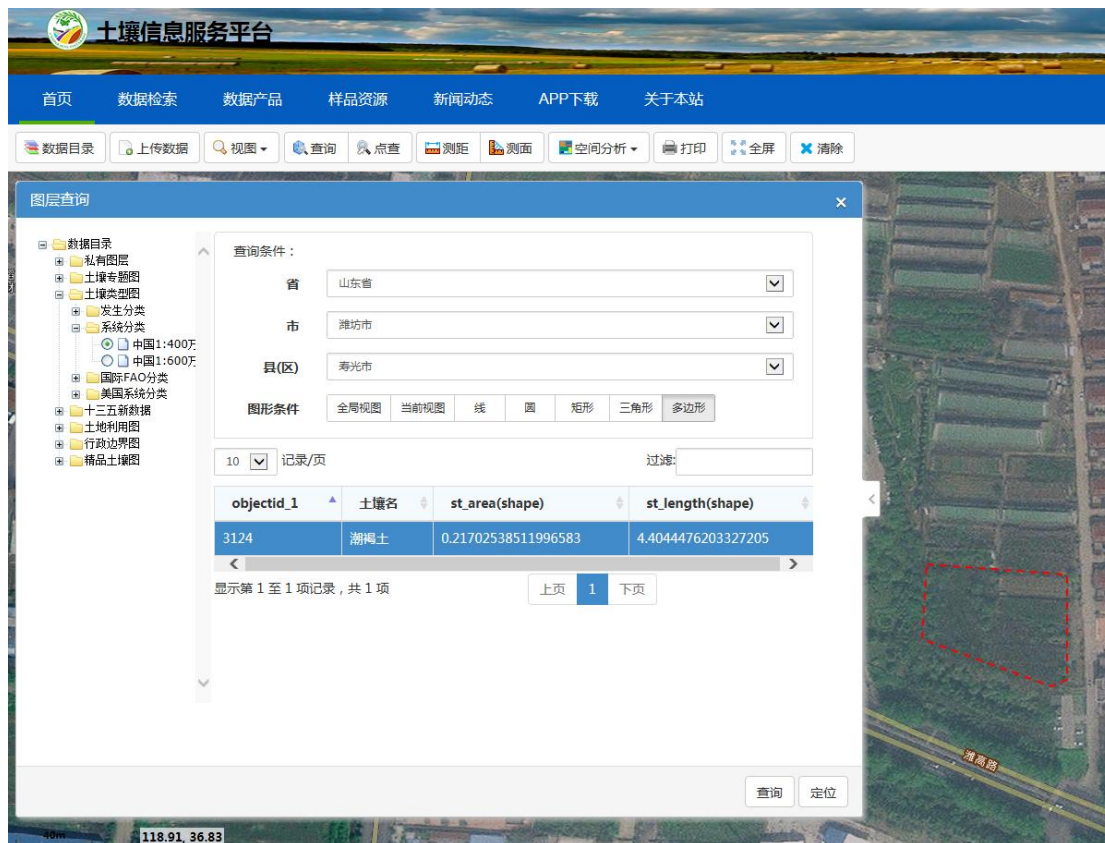 土壤信息服务平台
首页 数据检索 数据产品 样品资源 新闻动态 APP下载 关于本站
数据目录 上传数据 视图 查询 点查 测距 测面 空间分析 打印 全屏 清除
图层查询 ×
数据目录
私有图层
土壤专题图
土壤类型图
发生分类
系统分类
中国1:400万
中国1:600万
国际FAO分类
美国系统分类
十三五新数据
土地利用图
行政边界图
精品土壤图
查询条件：
省 山东省
市 潍坊市
县(区) 寿光市
图形条件 全局视图 当前视图 线 圆 矩形 三角形 多边形
10 记录/页 过滤:
objectid_1 土壤名 st_area(shape) st_length(shape)
3124 潮褐土 0.21702538511996583 4.4044476203327205
显示第 1 至 1 项记录，共 1 项 上页 1 下页
潍高路
查询 定位
40m 118.91, 36.83